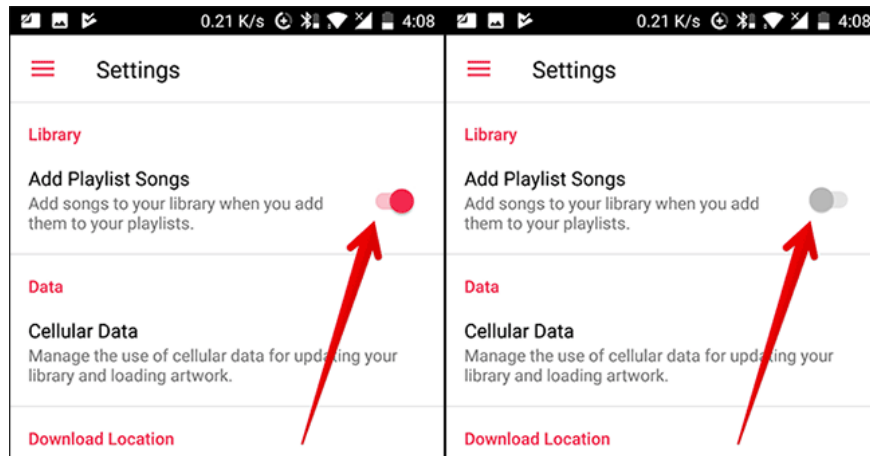 0.21 K/s 4:08
Settings
Library
Add Playlist Songs
Add songs to your library when you add
them to your playlists.
Data
Cellular Data
Manage the use of cellular data for updating your
library and loading artwork.
Download Location
0.21 K/s 4:08
Settings
Library
Add Playlist Songs
Add songs to your library when you add
them to your playlists.
Data
Cellular Data
Manage the use of cellular data for updating your
library and loading artwork.
Download Location